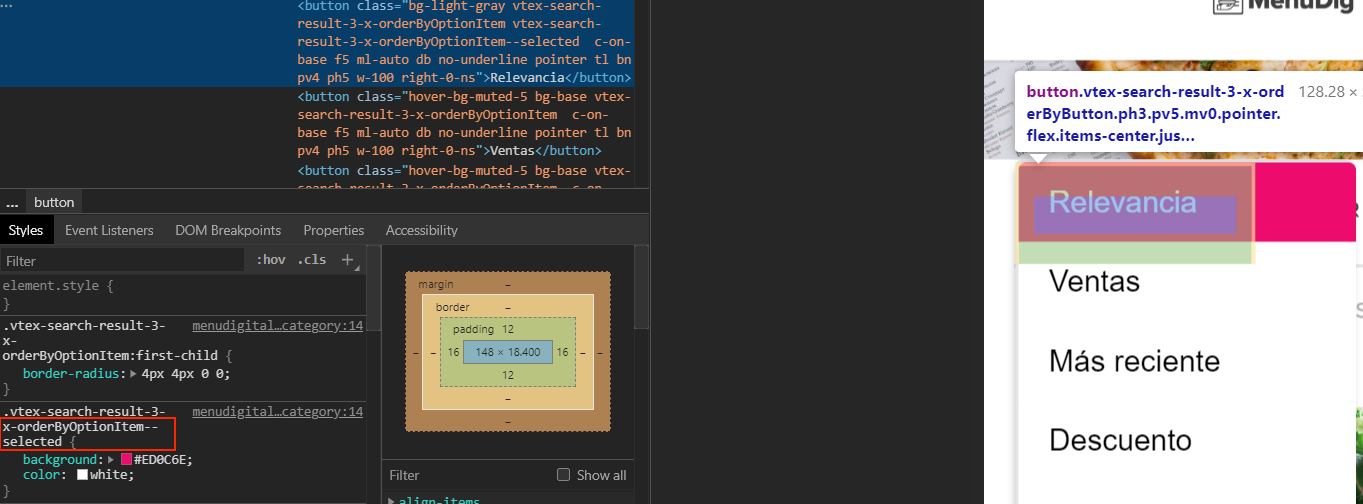 ...
<button class="bg-light-gray vtex-search-
result-3-x-orderByOptionItem vtex-search-
result-3-x-orderByOptionItem--selected  c-on-
base f5 ml-auto db no-underline pointer tl bn
pv4 ph5 w-100 right-0-ns">Relevancia</button>
<button class="hover-bg-muted-5 bg-base vtex-
search-result-3-x-orderByOptionItem  c-on-
base f5 ml-auto db no-underline pointer tl bn
pv4 ph5 w-100 right-0-ns">Ventas</button>
<button class="hover-bg-muted-5 bg-base vtex-
search-result-3-x-orderByOptionItem  c-on-
... button
Styles Event Listeners DOM Breakpoints Properties Accessibility
Filter :hov .cls +
element.style {
}
.vtex-search-result-3- menudigital…category:14
x-
orderByOptionItem:first-child {
border-radius: 4px 4px 0 0;
}
.vtex-search-result-3- menudigital…category:14
x-orderByOptionItem--
selected {
background: #ED0C6E;
color: white;
}
margin –
border –
padding 12
– – 16 148 × 18.400 16 – –
12
–
–
Filter Show all
align-items
MenuDig
button.vtex-search-result-3-x-ord 128.28 ×
erByButton.ph3.pv5.mv0.pointer.
flex.items-center.jus...
Relevancia
Ventas
Más reciente
Descuento